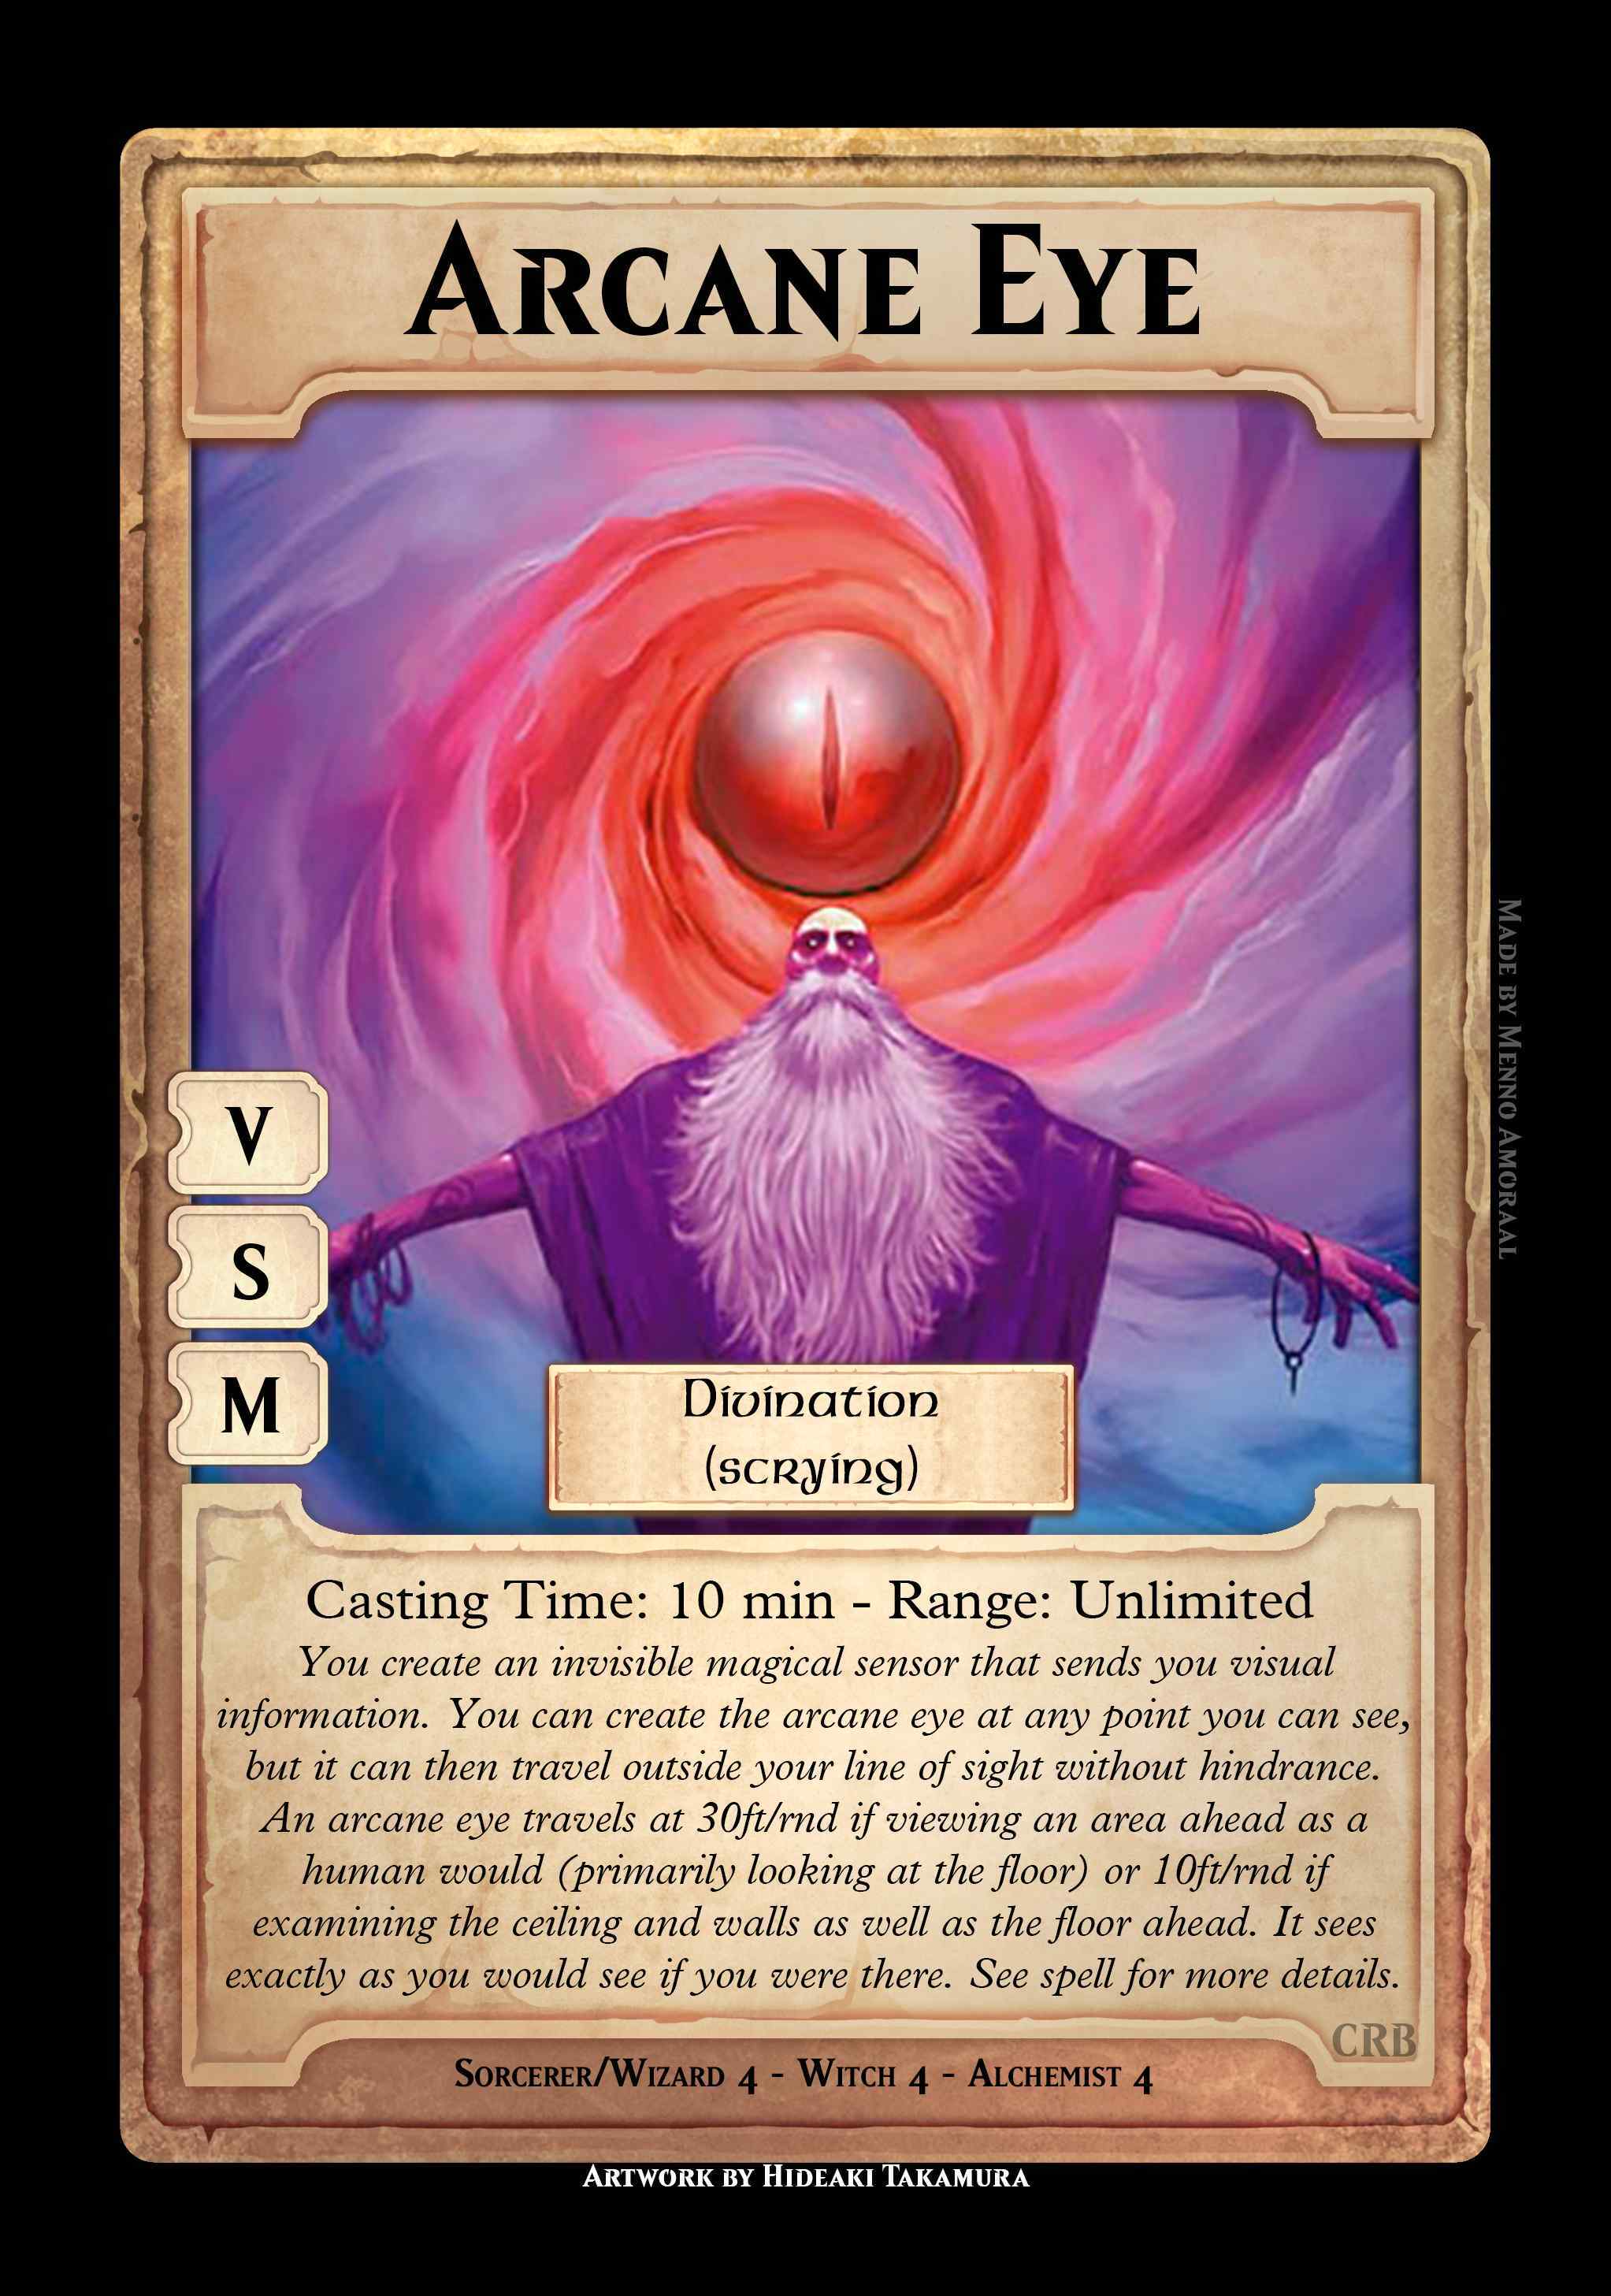 Arcane Eye
V
S
M
Divination
(scrying)
Casting Time: 10 min - Range: Unlimited
You create an invisible magical sensor that sends you visual
information. You can create the arcane eye at any point you can see,
but it can then travel outside your line of sight without hindrance.
An arcane eye travels at 30ft/rnd if viewing an area ahead as a
human would (primarily looking at the floor) or 10ft/rnd if
examining the ceiling and walls as well as the floor ahead. It sees
exactly as you would see if you were there. See spell for more details.
CRB
Sorcerer/Wizard 4 - Witch 4 - Alchemist 4
Artwork by Hideaki Takamura
Made by Menno Amoraal